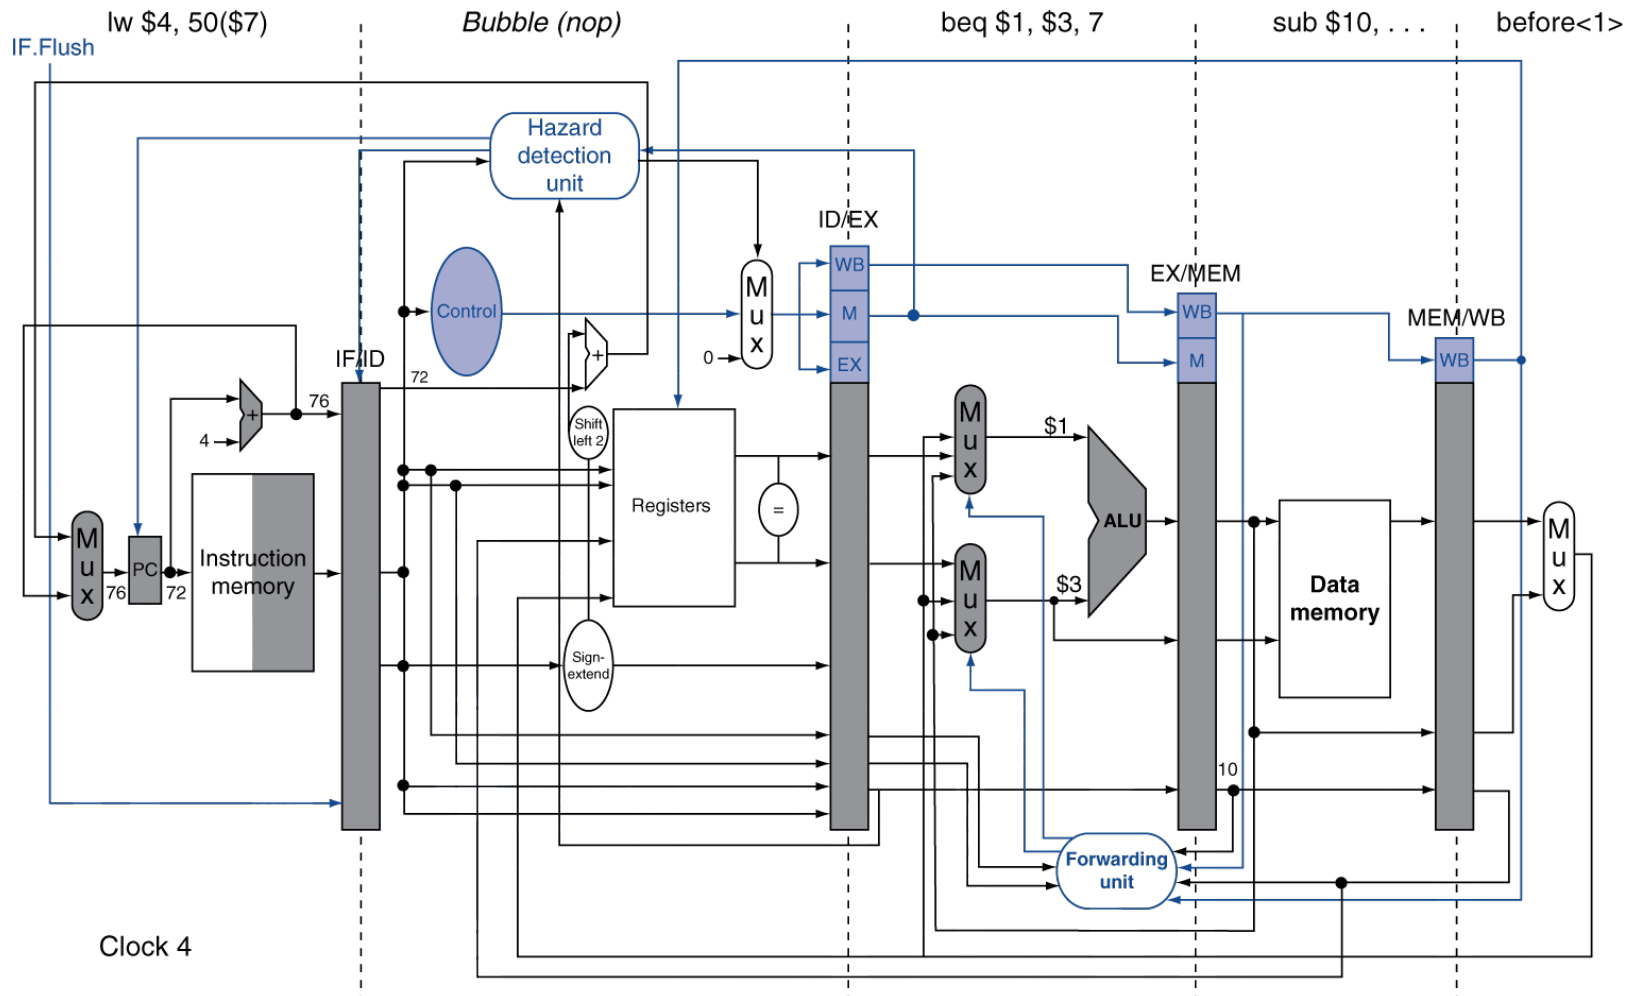 lw $4, 50($7)
Bubble (nop)
beq $1, $3, 7
sub $10, . . .
before<1>
IF.Flush
Hazard
detection
unit
ID/EX
WB
M
EX
EX/MEM
WB
M
MEM/WB
WB
Control
M
u
x
0
IF/ID
72
+
76
+
4
Shift
left 2
M
u
x
$1
Registers
=
ALU
M
u
x
PC
76
72
Instruction
memory
M
u
x
$3
Data
memory
M
u
x
Sign-
extend
10
Forwarding
unit
Clock 4